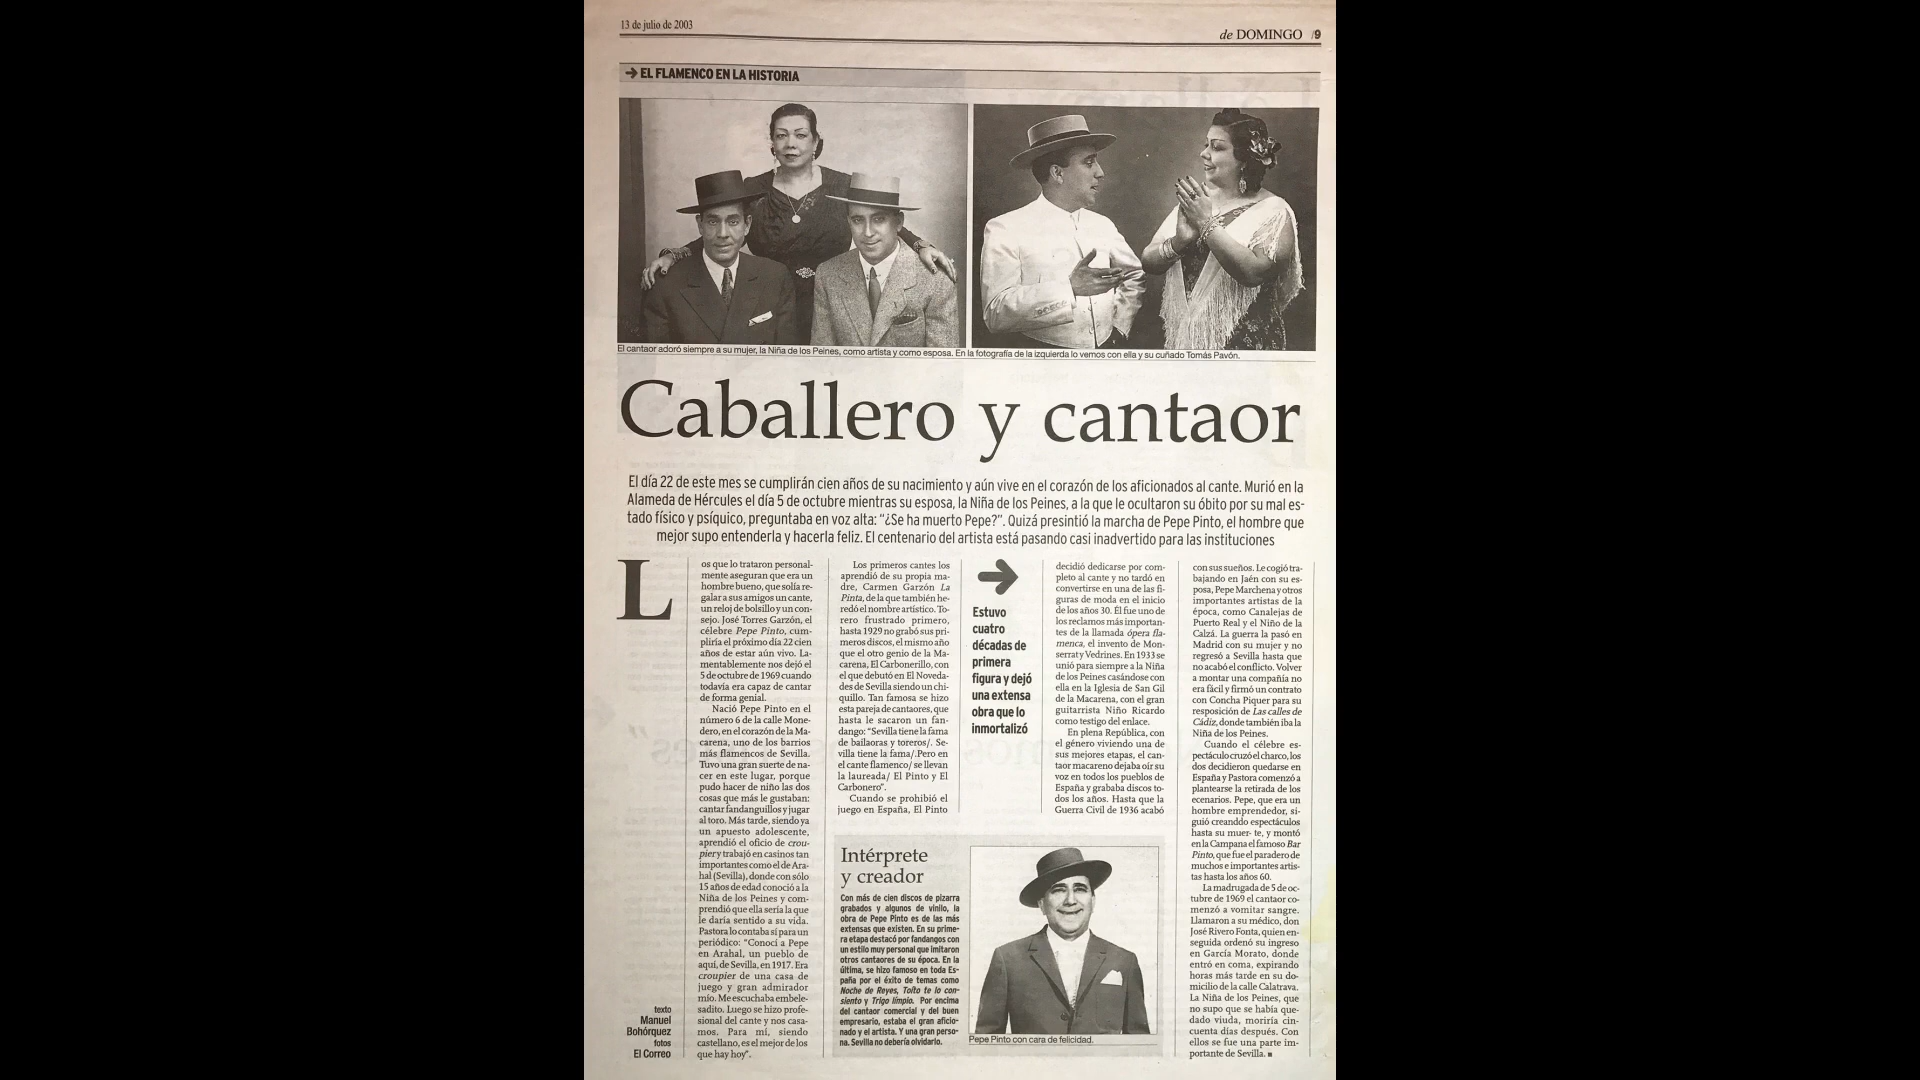 13 de julio de 2003
de DOMINGO /9
➔ EL FLAMENCO EN LA HISTORIA
El cantaor adoró siempre a su mujer, la Niña de los Peines, como artista y como esposa. En la fotografía de la izquierda lo vemos con ella y su cuñado Tomás Pavón.
Caballero y cantaor
El día 22 de este mes se cumplirán cien años de su nacimiento y aún vive en el corazón de los aficionados al cante. Murió en la
Alameda de Hércules el día 5 de octubre mientras su esposa, la Niña de los Peines, a la que le ocultaron su óbito por su mal es-
tado físico y psíquico, preguntaba en voz alta: "¿Se ha muerto Pepe?". Quizá presintió la marcha de Pepe Pinto, el hombre que
mejor supo entenderla y hacerla feliz. El centenario del artista está pasando casi inadvertido para las instituciones
L
os que lo trataron personal-
mente aseguran que era un
hombre bueno, que solía re-
galar a sus amigos un cante,
un reloj de bolsillo y un con-
sejo. José Torres Garzón, el
célebre Pepe Pinto, cum-
pliría el próximo día 22 cien
años de estar aún vivo. La-
mentablemente nos dejó el
5 de octubre de 1969 cuando
todavía era capaz de cantar
de forma genial.
Nació Pepe Pinto en el
número 6 de la calle Mone-
dero, en el corazón de la Ma-
carena, uno de los barrios
más flamencos de Sevilla.
Tuvo una gran suerte de na-
cer en este lugar, porque
pudo hacer de niño las dos
cosas que más le gustaban:
cantar fandanguillos y jugar
al toro. Más tarde, siendo ya
un apuesto adolescente,
aprendió el oficio de crou-
pier y trabajó en casinos tan
importantes como el de Ara-
hal (Sevilla), donde con sólo
15 años de edad conoció a la
Niña de los Peines y com-
prendió que ella sería la que
le daría sentido a su vida.
Pastora lo contaba sí para un
periódico: "Conocí a Pepe
en Arahal, un pueblo de
aquí, de Sevilla, en 1917. Era
croupier de una casa de
juego y gran admirador
mío. Me escuchaba embele-
sadito. Luego se hizo profe-
sional del cante y nos casa-
mos. Para mí, siendo
castellano, es el mejor de los
que hay hoy".
texto
Manuel
Bohórquez
fotos
El Correo
Los primeros cantes los
aprendió de su propia ma-
dre, Carmen Garzón La
Pinta, de la que también he-
redó el nombre artístico. To-
rero frustrado primero,
hasta 1929 no grabó sus pri-
meros discos, el mismo año
que el otro genio de la Ma-
carena, El Carbonerillo, con
el que debutó en El Noveda-
des de Sevilla siendo un chi-
quillo. Tan famosa se hizo
esta pareja de cantaores, que
hasta le sacaron un fan-
dango: "Sevilla tiene la fama
de bailaoras y toreros/. Se-
villa tiene la fama/.Pero en
el cante flamenco/ se llevan
la laureada/ El Pinto y El
Carbonero".
Cuando se prohibió el
juego en España, El Pinto
➔
Estuvo
cuatro
décadas de
primera
figura y dejó
una extensa
obra que lo
inmortalizó
decidió dedicarse por com-
pleto al cante y no tardó en
convertirse en una de las fi-
guras de moda en el inicio
de los años 30. Él fue uno de
los reclamos más importan-
tes de la llamada ópera fla-
menca, el invento de Mon-
serrat y Vedrines. En 1933 se
unió para siempre a la Niña
de los Peines casándose con
ella en la Iglesia de San Gil
de la Macarena, con el gran
guitarrista Niño Ricardo
como testigo del enlace.
En plena República, con
el género viviendo una de
sus mejores etapas, el can-
taor macareno dejaba oír su
voz en todos los pueblos de
España y grababa discos to-
dos los años. Hasta que la
Guerra Civil de 1936 acabó
con sus sueños. Le cogió tra-
bajando en Jaén con su es-
posa, Pepe Marchena y otros
importantes artistas de la
época, como Canalejas de
Puerto Real y el Niño de la
Calzá. La guerra la pasó en
Madrid con su mujer y no
regresó a Sevilla hasta que
no acabó el conflicto. Volver
a montar una compañía no
era fácil y firmó un contrato
con Concha Piquer para su
resposición de Las calles de
Cádiz, donde también iba la
Niña de los Peines.
Cuando el célebre es-
pectáculo cruzó el charco, los
dos decidieron quedarse en
España y Pastora comenzó a
plantearse la retirada de los
ecenarios. Pepe, que era un
hombre emprendedor, si-
guió creanddo espectáculos
hasta su muer- te, y montó
en la Campana el famoso Bar
Pinto, que fue el paradero de
muchos e importantes artis-
tas hasta los años 60.
La madrugada de 5 de oc-
tubre de 1969 el cantaor co-
menzó a vomitar sangre.
Llamaron a su médico, don
José Rivero Fonta, quien en-
seguida ordenó su ingreso
en García Morato, donde
entró en coma, expirando
horas más tarde en su do-
micilio de la calle Calatrava.
La Niña de los Peines, que
no supo que se había que-
dado viuda, moriría cin-
cuenta días después. Con
ellos se fue una parte im-
portante de Sevilla. ■
Intérprete
y creador
Con más de cien discos de pizarra
grabados y algunos de vinilo, la
obra de Pepe Pinto es de las más
extensas que existen. En su prime-
ra etapa destacó por fandangos con
un estilo muy personal que imitaron
otros cantaores de su época. En la
última, se hizo famoso en toda Es-
paña por el éxito de temas como
Noche de Reyes, Toíto te lo con-
siento y Trigo limpio. Por encima
del cantaor comercial y del buen
empresario, estaba el gran aficio-
nado y el artista. Y una gran perso-
na. Sevilla no debería olvidarlo.
Pepe Pinto con cara de felicidad.